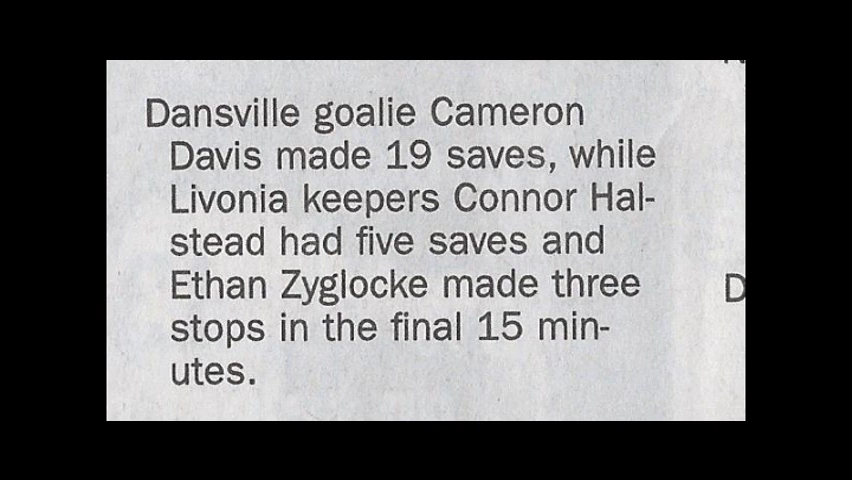 Dansville goalie Cameron
Davis made 19 saves, while
Livonia keepers Connor Hal-
stead had five saves and
Ethan Zyglocke made three
stops in the final 15 min-
utes.
D